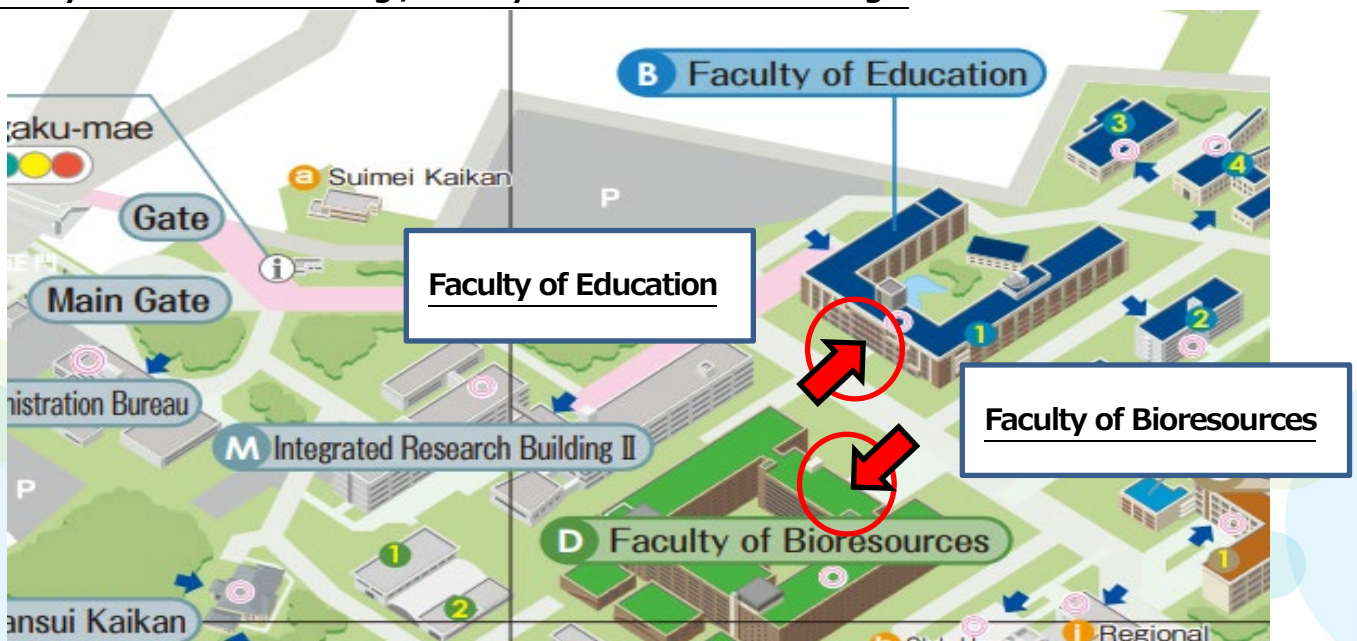 B Faculty of Education
gaku-mae
3
4
a Suimei Kaikan
P
Gate
i
Faculty of Education
Main Gate
1
2
Faculty of Bioresources
nistration Bureau
M Integrated Research Building Ⅱ
P
D Faculty of Bioresources
1
1
2
ansui Kaikan
i Regional